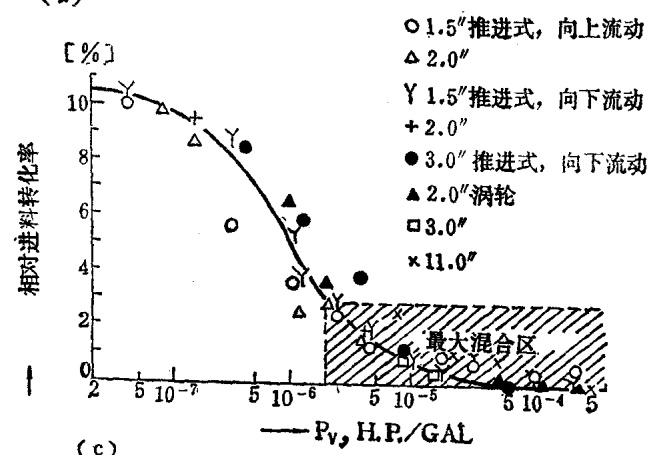 [%]
○ 1.5″推进式，向上流动
△ 2.0″
Y 1.5″推进式，向下流动
+ 2.0″
● 3.0″推进式，向下流动
▲ 2.0″涡轮
□ 3.0″
× 11.0″
相对进料转化率
10
8
6
4
2
0
最大混合区
2 5 10⁻⁷ 5 10⁻⁶ 5 10⁻⁵ 5 10⁻⁴ 5
P_V, H.P./GAL
(c)